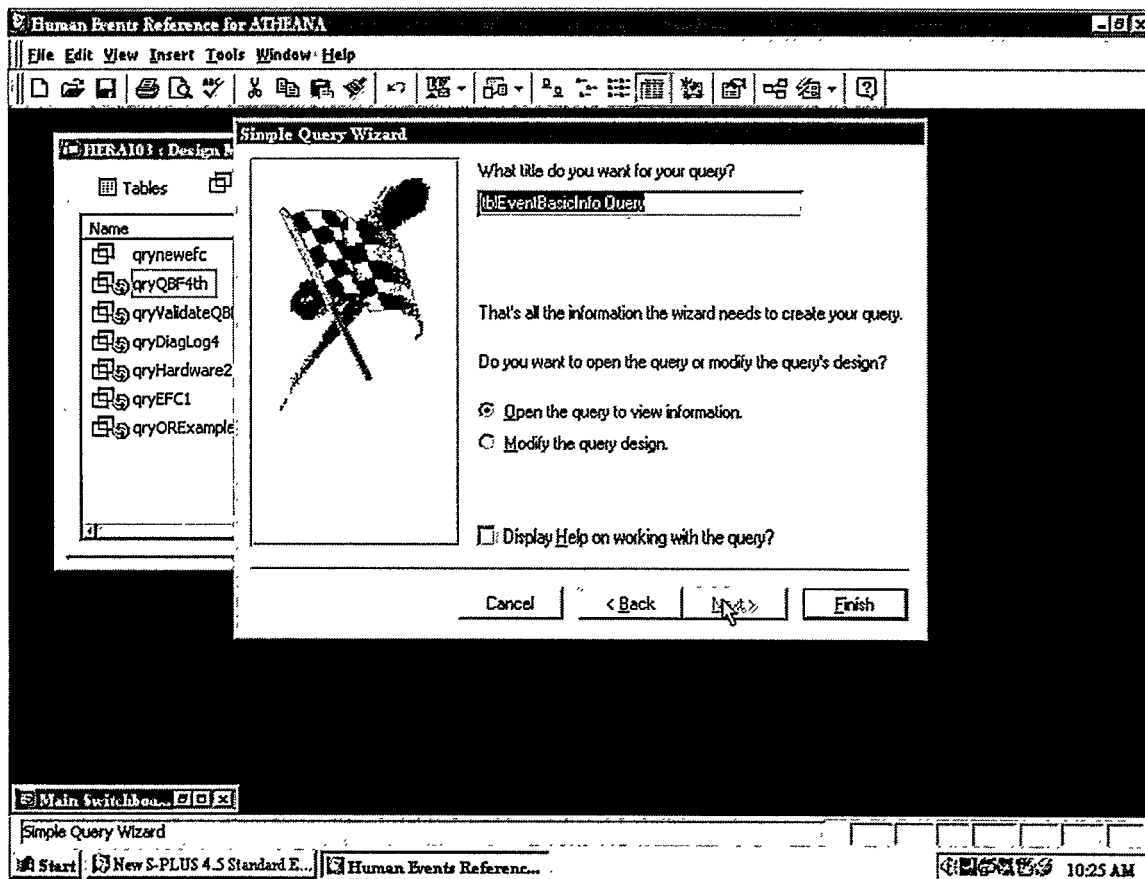 Human Events Reference for ATHEANA
File Edit View Insert Tools Window Help
HERA103 : Design M
Tables
Name
qrynewefc
qryQBF4th
qryValidateQBF
qryDiagLog4
qryHardware2
qryEFC1
qryORExample
Simple Query Wizard
What title do you want for your query?
tblEventBasicInfo Query
That's all the information the wizard needs to create your query.
Do you want to open the query or modify the query's design?
Open the query to view information.
Modify the query design.
Display Help on working with the query?
Cancel
< Back
Next >
Finish
Main Switchboa...
Simple Query Wizard
Start
New S-PLUS 4.5 Standard E...
Human Events Referenc...
10:25 AM